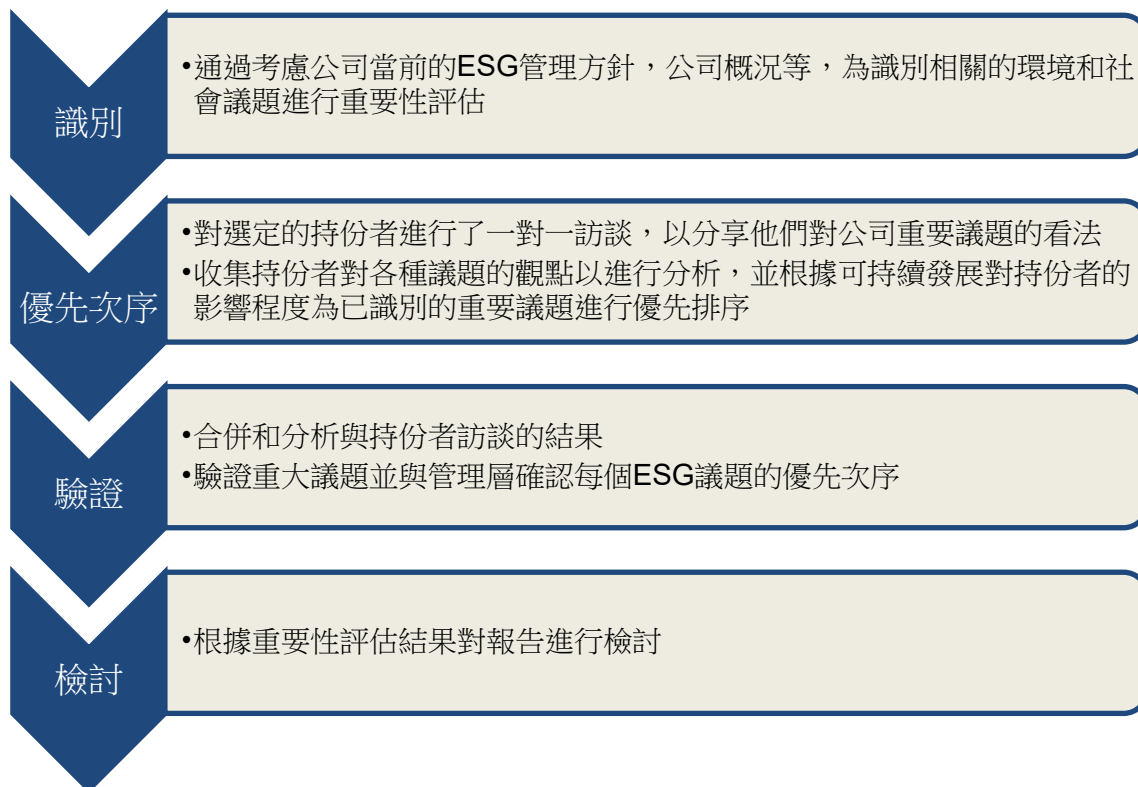 識別
•通過考慮公司當前的ESG管理方針，公司概況等，為識別相關的環境和社
會議題進行重要性評估
優先次序
•對選定的持份者進行了一對一訪談，以分享他們對公司重要議題的看法
•收集持份者對各種議題的觀點以進行分析，並根據可持續發展對持份者的
影響程度為已識別的重要議題進行優先排序
驗證
•合併和分析與持份者訪談的結果
•驗證重大議題並與管理層確認每個ESG議題的優先次序
檢討
•根據重要性評估結果對報告進行檢討